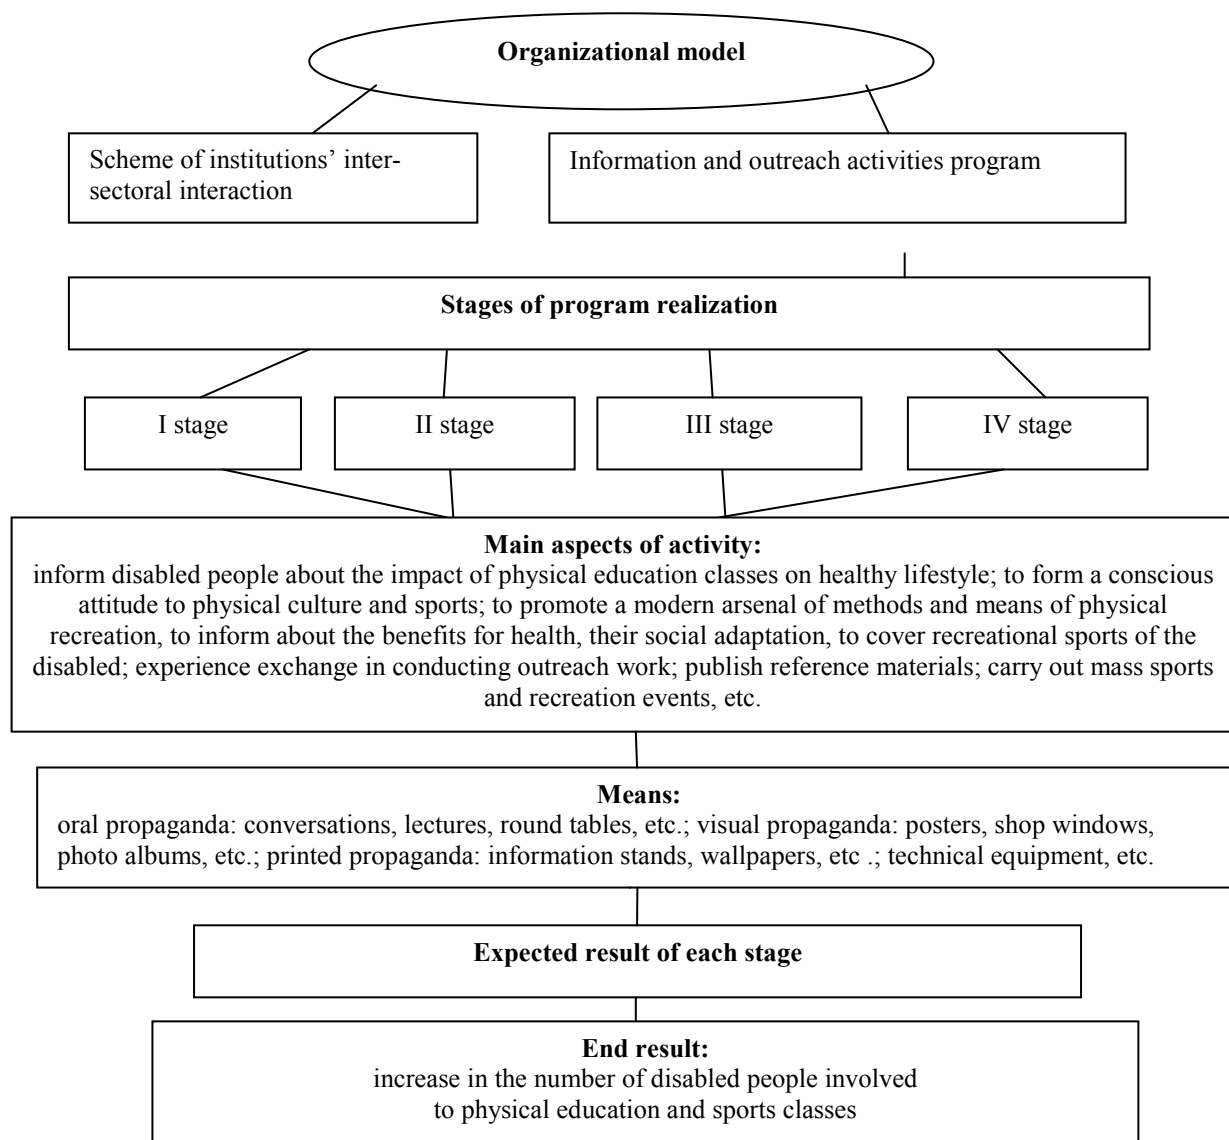 Organizational model
Scheme of institutions' inter-
sectoral interaction
Information and outreach activities program
Stages of program realization
I stage
II stage
III stage
IV stage
Main aspects of activity:
inform disabled people about the impact of physical education classes on healthy lifestyle; to form a conscious
attitude to physical culture and sports; to promote a modern arsenal of methods and means of physical
recreation, to inform about the benefits for health, their social adaptation, to cover recreational sports of the
disabled; experience exchange in conducting outreach work; publish reference materials; carry out mass sports
and recreation events, etc.
Means:
oral propaganda: conversations, lectures, round tables, etc.; visual propaganda: posters, shop windows,
photo albums, etc.; printed propaganda: information stands, wallpapers, etc .; technical equipment, etc.
Expected result of each stage
End result:
increase in the number of disabled people involved
to physical education and sports classes